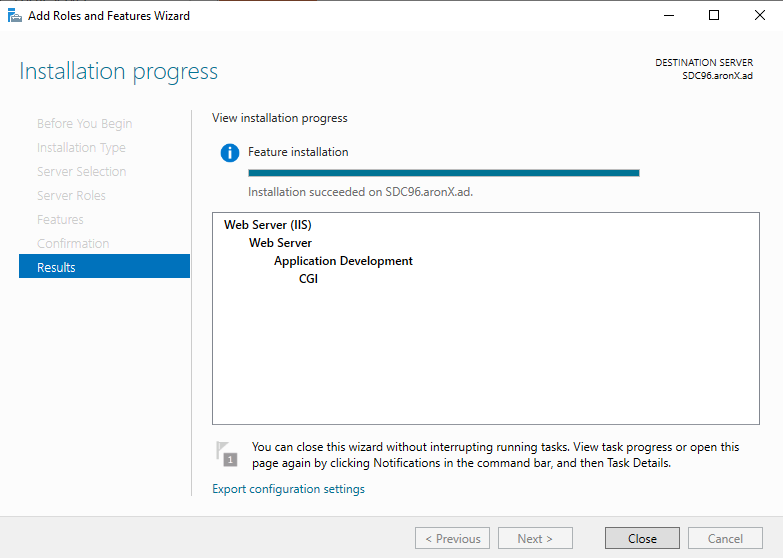 Add Roles and Features Wizard
Installation progress
DESTINATION SERVER
SDC96.aronX.ad
Before You Begin
Installation Type
Server Selection
Server Roles
Features
Confirmation
Results
View installation progress
Feature installation
Installation succeeded on SDC96.aronX.ad.
Web Server (IIS)
Web Server
Application Development
CGI
1
You can close this wizard without interrupting running tasks. View task progress or open this
page again by clicking Notifications in the command bar, and then Task Details.
Export configuration settings
< Previous
Next >
Close
Cancel